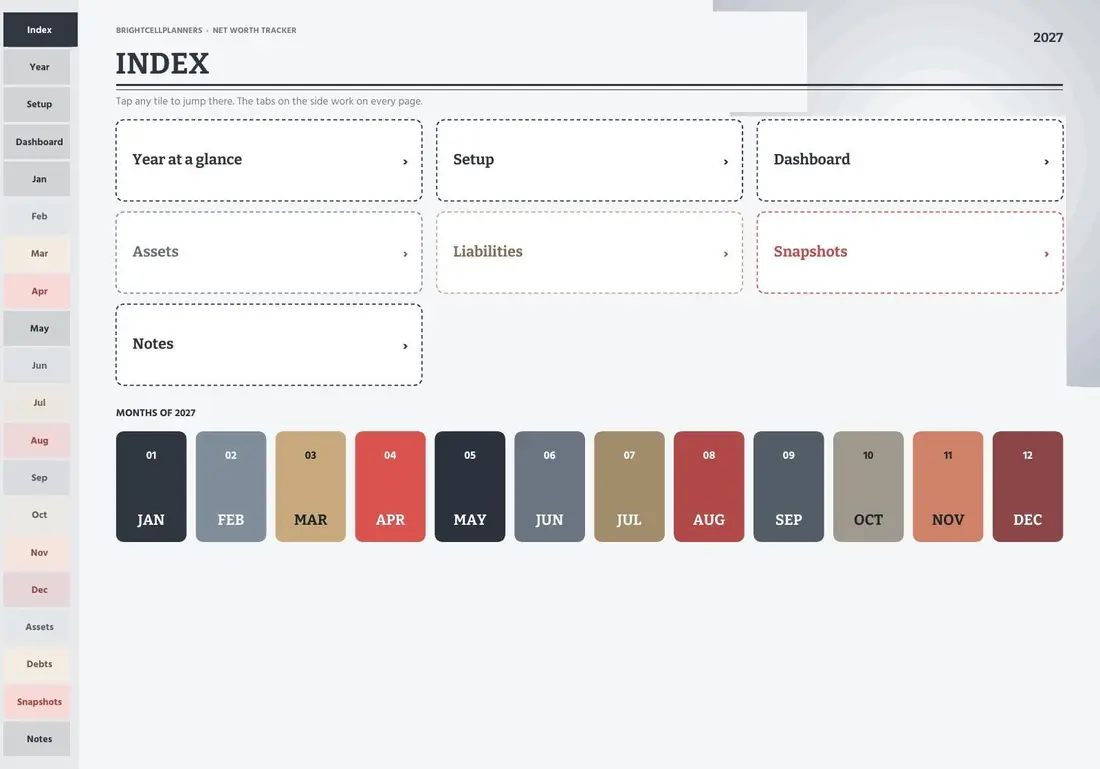 Index
Year
Setup
Dashboard
Jan
Feb
Mar
Apr
May
Jun
Jul
Aug
Sep
Oct
Nov
Dec
Assets
Debts
Snapshots
Notes
BRIGHTCELLPLANNERS · NET WORTH TRACKER
2027
INDEX
Tap any tile to jump there. The tabs on the side work on every page.
Year at a glance ›
Setup ›
Dashboard ›
Assets ›
Liabilities ›
Snapshots ›
Notes ›
MONTHS OF 2027
01 02 03 04 05 06 07 08 09 10 11 12
JAN FEB MAR APR MAY JUN JUL AUG SEP OCT NOV DEC